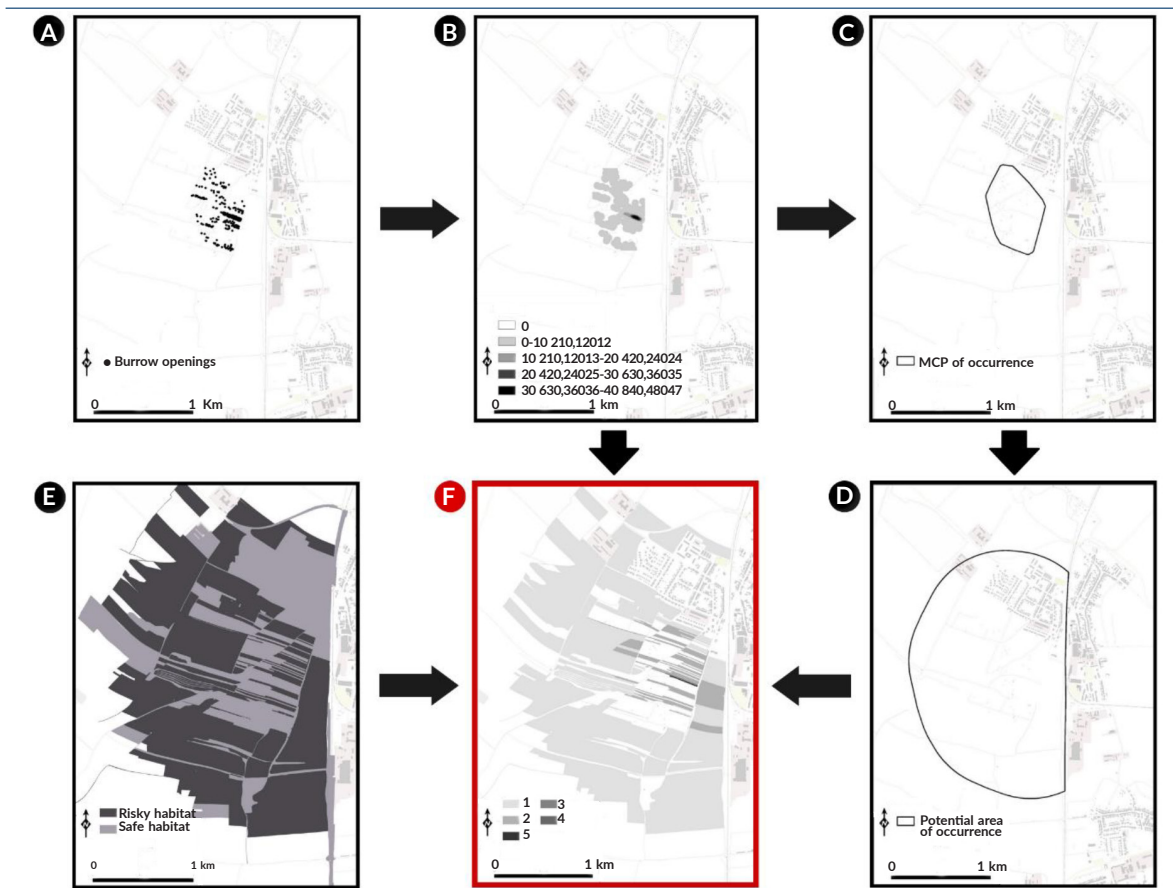 A
B
C
Burrow openings
0 1 Km
0
0-10 210,12012
10 210,12013-20 420,24024
20 420,24025-30 630,36035
30 630,36036-40 840,48047
0 1 km
MCP of occurrence
0 1 km
E
F
D
Risky habitat
Safe habitat
0 1 km
1 3
2 4
5
0 1 km
Potential area
of occurrence
0 1 km